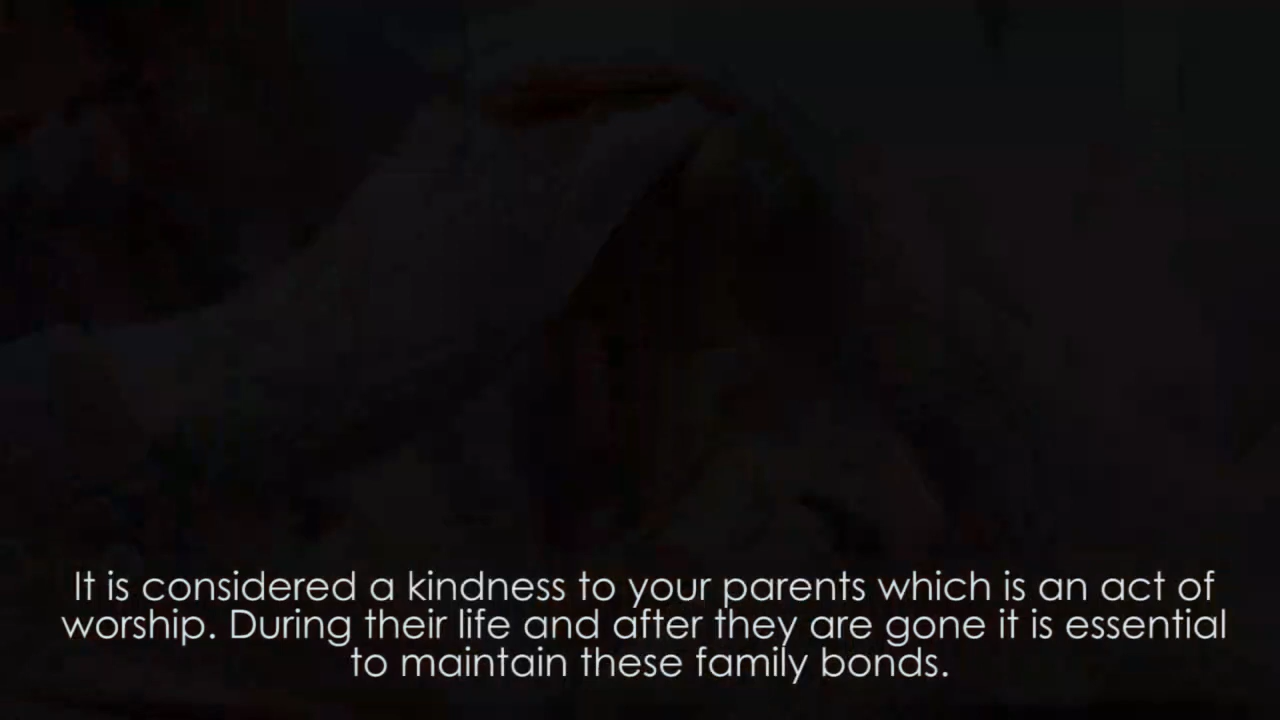 It is considered a kindness to your parents which is an act of
worship. During their life and after they are gone it is essential
to maintain these family bonds.